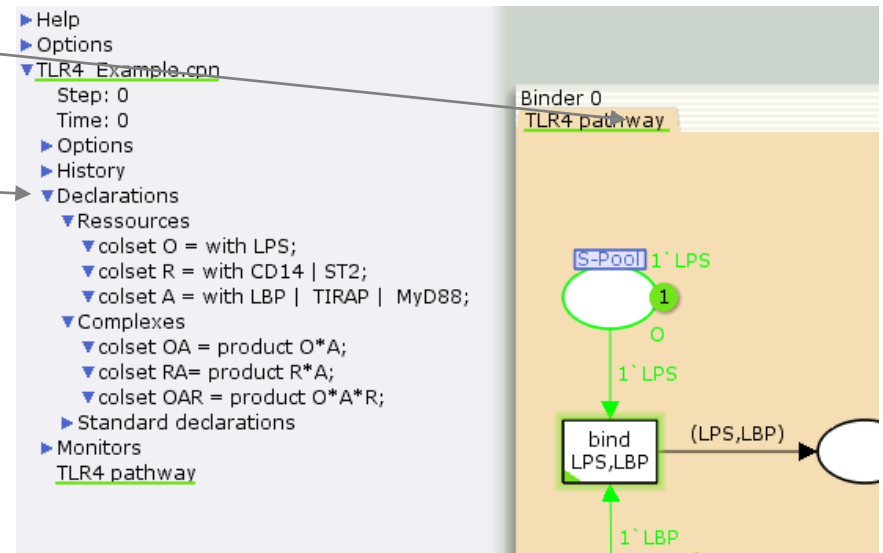 Help
Options
TLR4_Example.cpn
Step: 0
Time: 0
Options
History
Declarations
Ressources
colset O = with LPS;
colset R = with CD14 | ST2;
colset A = with LBP | TIRAP | MyD88;
Complexes
colset OA = product O*A;
colset RA= product R*A;
colset OAR = product O*A*R;
Standard declarations
Monitors
TLR4 pathway
Binder 0
TLR4 pathway
S-Pool 1`LPS
1
O
1`LPS
bind
LPS,LBP
(LPS,LBP)
1`LBP